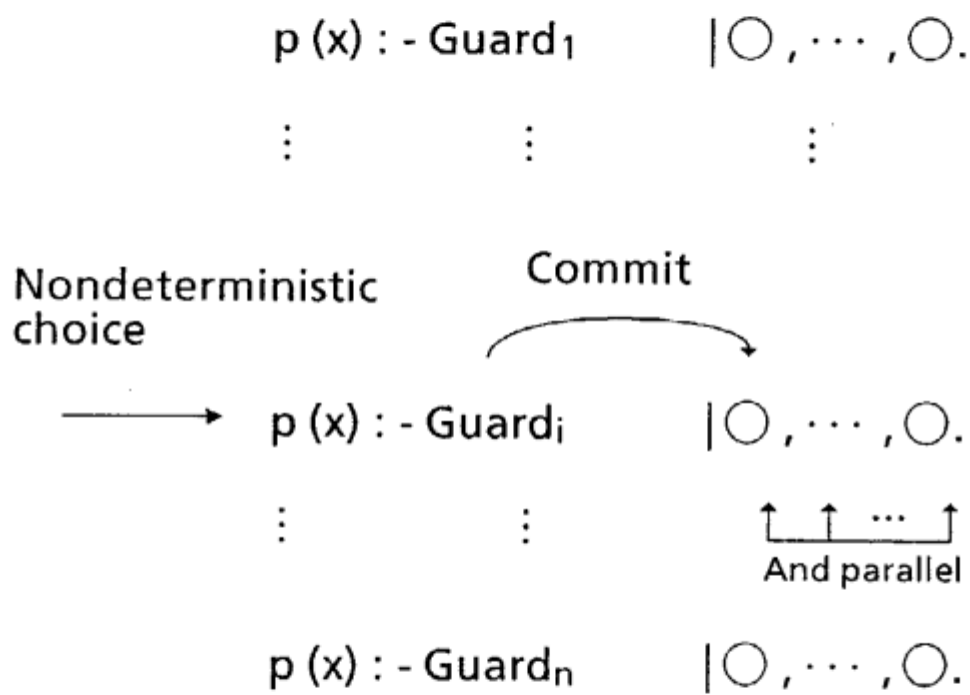 p (x) : - Guard₁ |○ , ⋯ , ○.
⋮ ⋮ ⋮
Nondeterministic
choice
Commit
p (x) : - Guardᵢ |○ , ⋯ , ○.
⋮ ⋮ ...
And parallel
p (x) : - Guardₙ |○ , ⋯ , ○.